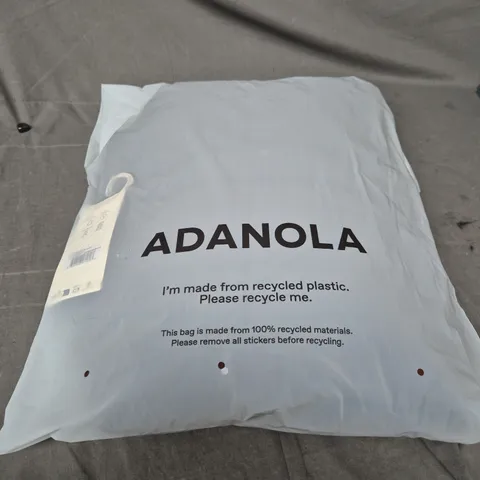 ADANOLA
I'm made from recycled plastic.
Please recycle me.
This bag is made from 100% recycled materials.
Please remove all stickers before recycling.